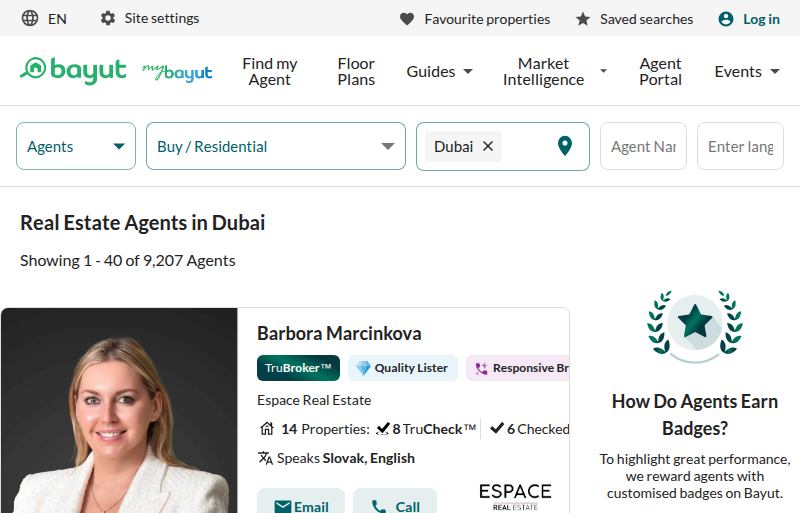 EN Site settings Favourite properties Saved searches Log in
bayut mybayut Find my Agent Floor Plans Guides Market Intelligence Agent Portal Events
Agents Buy / Residential Dubai Agent Nar Enter lang
Real Estate Agents in Dubai
Showing 1 - 40 of 9,207 Agents
Barbora Marcinkova
TruBroker™ Quality Lister Responsive Br
Espace Real Estate
14 Properties: 8 TruCheck™ 6 Checked
Speaks Slovak, English
Email Call
ESPACE
REAL ESTATE
How Do Agents Earn
Badges?
To highlight great performance,
we reward agents with
customised badges on Bayut.